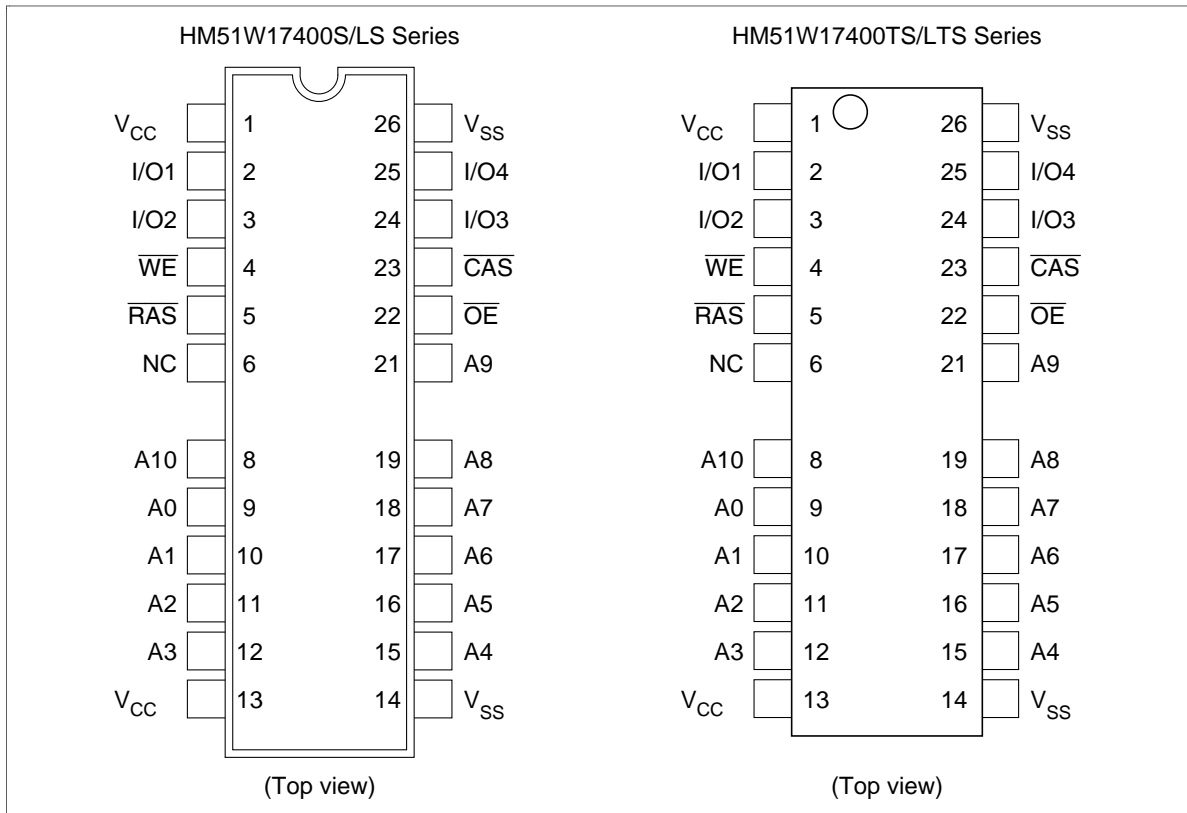 HM51W17400S/LS Series
VCC 1 26 VSS
I/O1 2 25 I/O4
I/O2 3 24 I/O3
WE 4 23 CAS
RAS 5 22 OE
NC 6 21 A9
A10 8 19 A8
A0 9 18 A7
A1 10 17 A6
A2 11 16 A5
A3 12 15 A4
VCC 13 14 VSS
(Top view)
HM51W17400TS/LTS Series
VCC 1 26 VSS
I/O1 2 25 I/O4
I/O2 3 24 I/O3
WE 4 23 CAS
RAS 5 22 OE
NC 6 21 A9
A10 8 19 A8
A0 9 18 A7
A1 10 17 A6
A2 11 16 A5
A3 12 15 A4
VCC 13 14 VSS
(Top view)